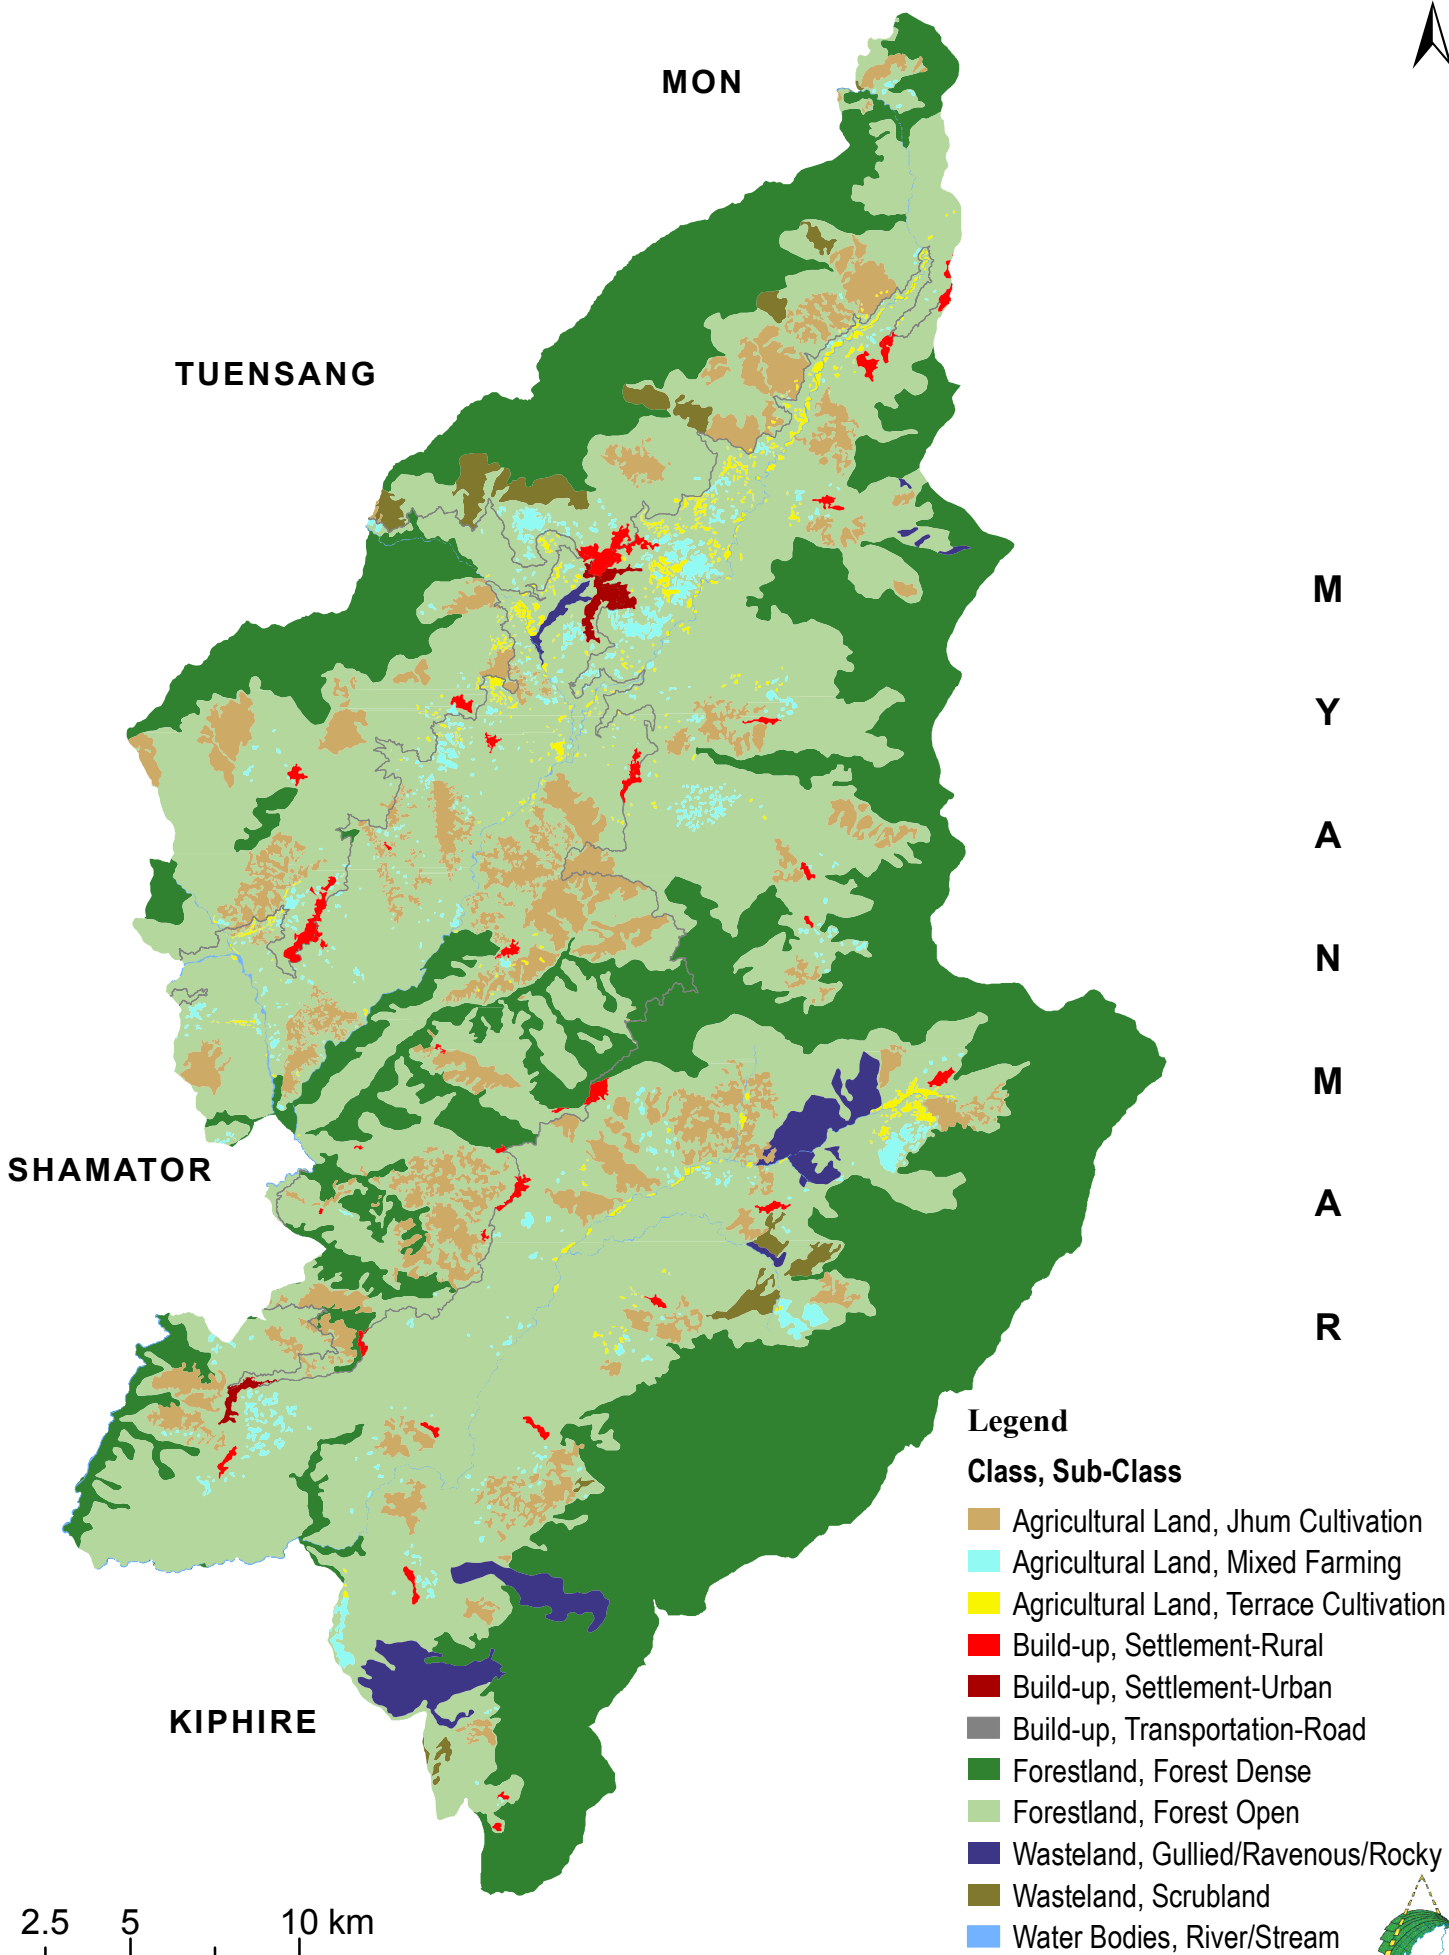 MON
TUENSANG
M
Y
A
N
M
A
R
SHAMATOR
KIPHIRE
Legend
Class, Sub-Class
Agricultural Land, Jhum Cultivation
Agricultural Land, Mixed Farming
Agricultural Land, Terrace Cultivation
Build-up, Settlement-Rural
Build-up, Settlement-Urban
Build-up, Transportation-Road
Forestland, Forest Dense
Forestland, Forest Open
Wasteland, Gullied/Ravenous/Rocky
Wasteland, Scrubland
Water Bodies, River/Stream
2.5 5 10 km